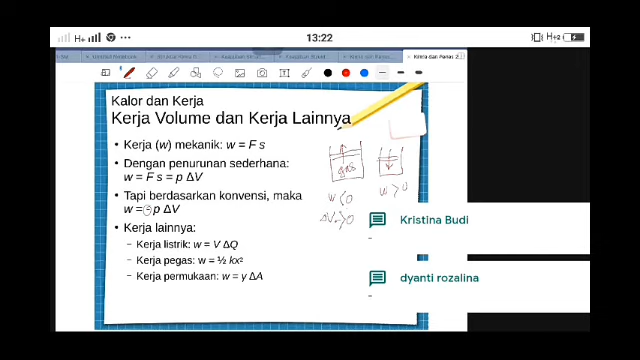 13:22
Kalor dan Kerja
Kerja Volume dan Kerja Lainnya
• Kerja (w) mekanik: w = F s
• Dengan penurunan sederhana:
w = F s = p ΔV
• Tapi berdasarkan konvensi, maka
w = - p ΔV
• Kerja lainnya:
– Kerja listrik: w = V ΔQ
– Kerja pegas: w = ½ kx²
– Kerja permukaan: w = γ ΔA
gas
w < 0
w > 0
ΔV > 0
Kristina Budi
-
dyanti rozalina
-